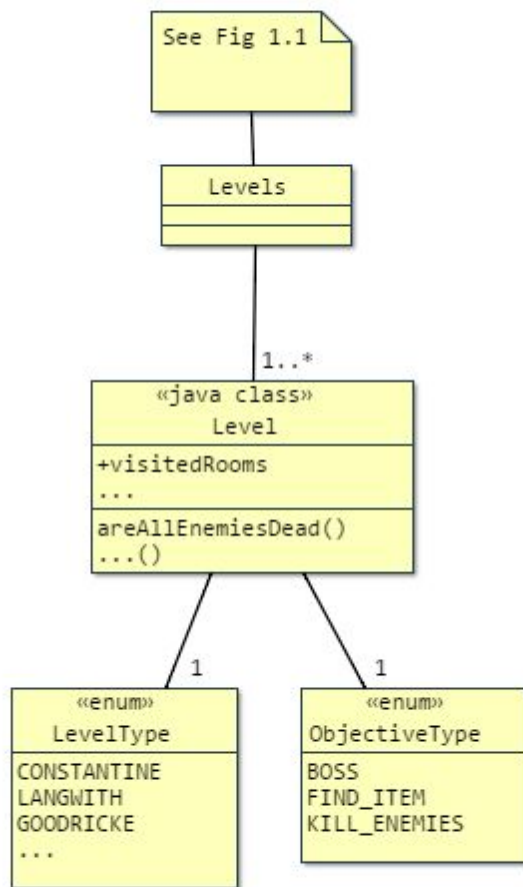 See Fig 1.1
Levels
1..*
«java class»
Level
+visitedRooms
...
areAllEnemiesDead()
...()
1
1
«enum»
LevelType
CONSTANTINE
LANGWITH
GOODRICKE
...
«enum»
ObjectiveType
BOSS
FIND_ITEM
KILL_ENEMIES